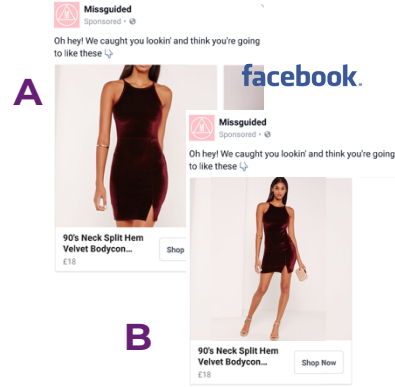 Missguided
Sponsored •
Oh hey! We caught you lookin' and think you're going
to like these
A
facebook.
90's Neck Split Hem
Velvet Bodycon...
£18
Shop
Missguided
Sponsored •
Oh hey! We caught you lookin' and think you're going
to like these
B
90's Neck Split Hem
Velvet Bodycon...
£18
Shop Now